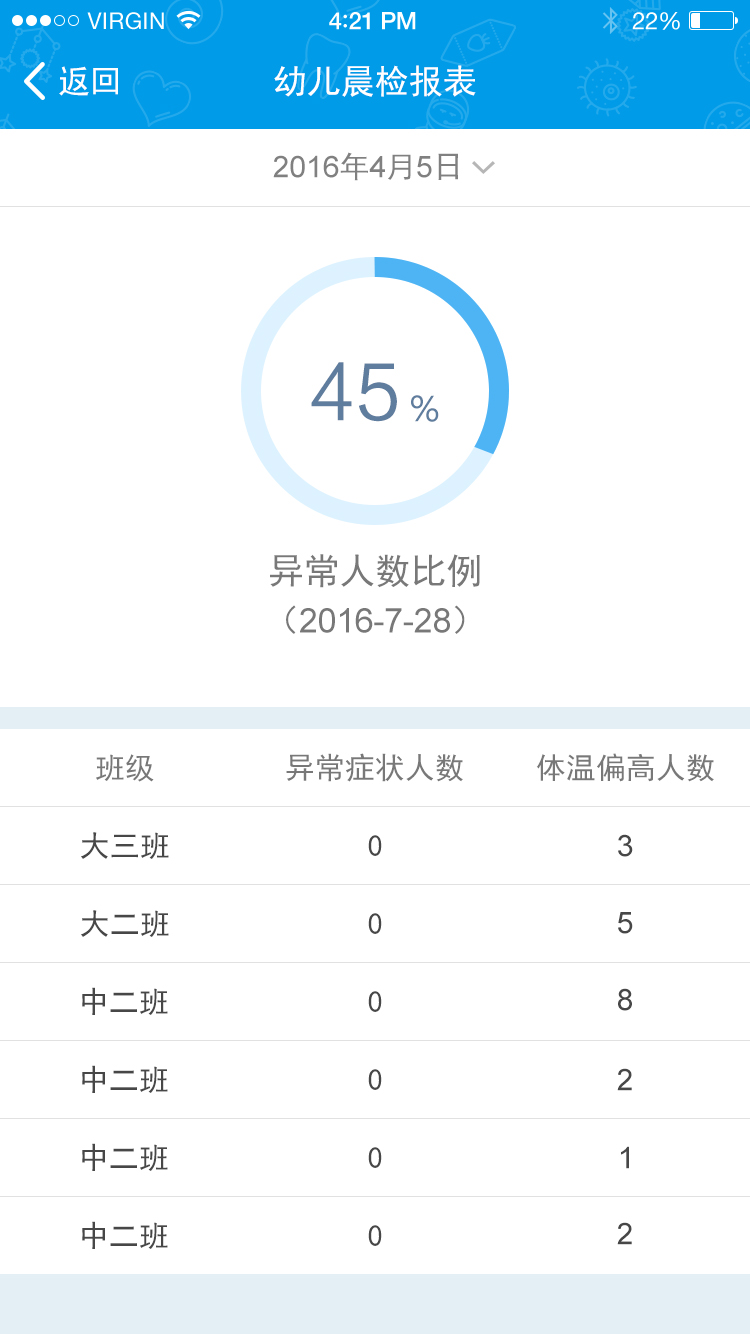 VIRGIN 4:21 PM 22%
返回 幼儿晨检报表
2016年4月5日
45 %
异常人数比例
（2016-7-28）
班级 异常症状人数 体温偏高人数
大三班 0 3
大二班 0 5
中二班 0 8
中二班 0 2
中二班 0 1
中二班 0 2